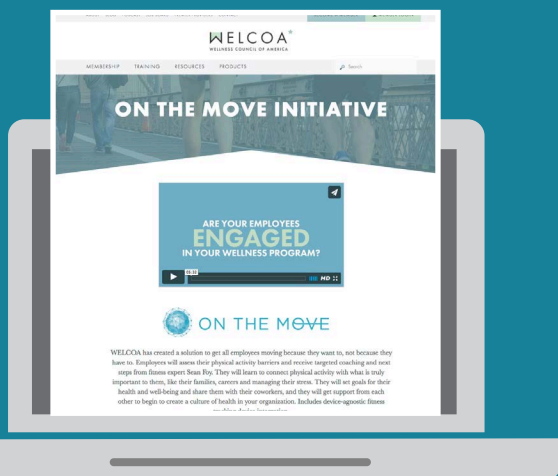 WELCOA®
WELLNESS COUNCIL OF AMERICA
MEMBERSHIP TRAINING RESOURCES PRODUCTS Search
ON THE MOVE INITIATIVE
ARE YOUR EMPLOYEES
ENGAGED
IN YOUR WELLNESS PROGRAM?
HD
ON THE MOVE
WELCOA has created a solution to get all employees moving because they want to, not because they
have to. Employees will assess their physical activity barriers and receive targeted coaching and next
steps from fitness expert Sean Foy. They will learn to connect physical activity with what is truly
important to them, like their families, careers and managing their stress. They will set goals for their
health and well-being and share them with their coworkers, and they will get support from each
other to begin to create a culture of health in your organization. Includes device-agnostic fitness